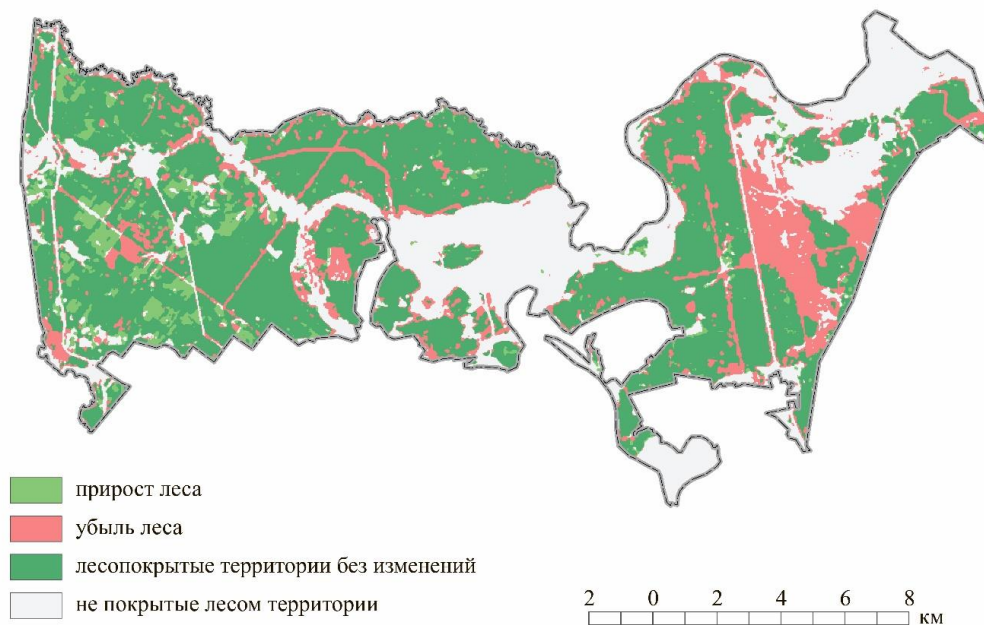 прирост леса
убыль леса
лесопокрытые территории без изменений
не покрытые лесом территории
2 0 2 4 6 8
км